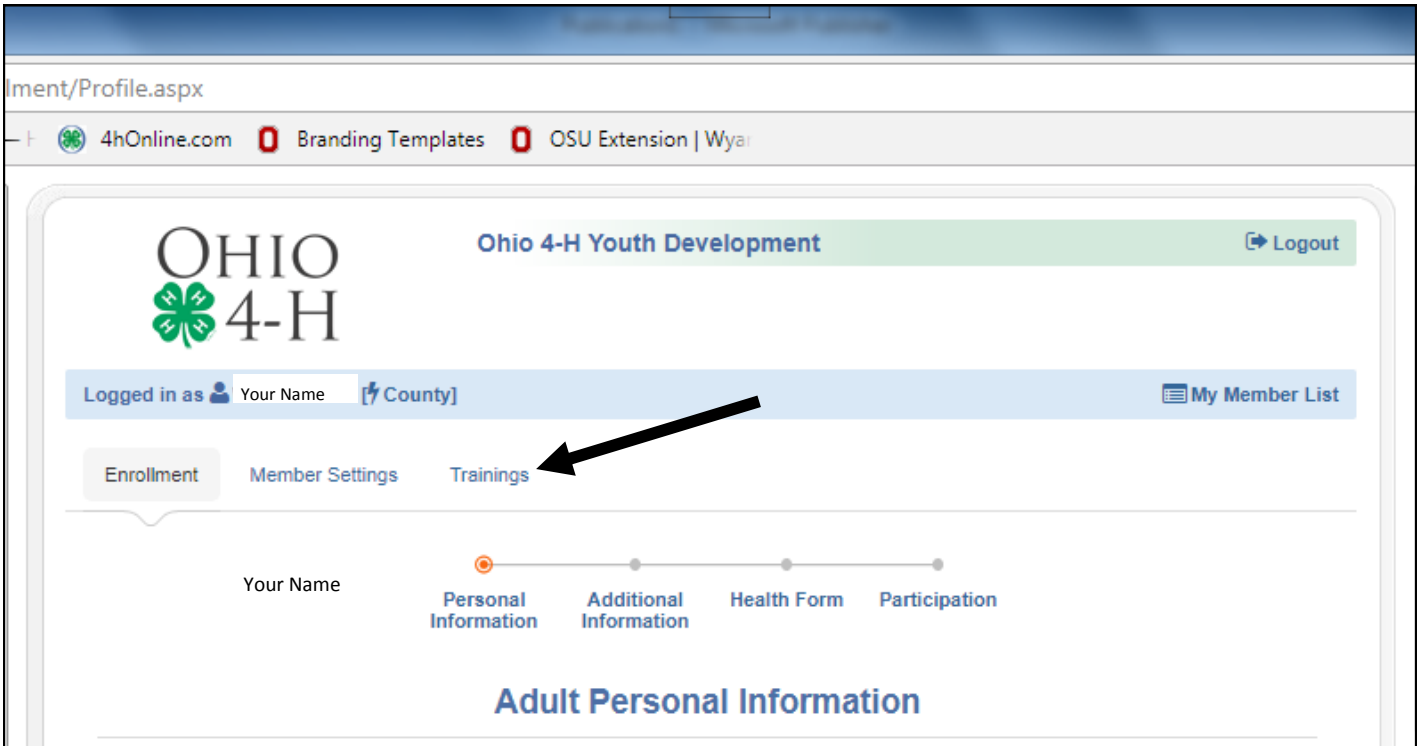 lment/Profile.aspx
4hOnline.com Branding Templates OSU Extension | Wyar
OHIO
4-H
Ohio 4-H Youth Development
Logout
Logged in as Your Name [County]
My Member List
Enrollment Member Settings Trainings
Your Name
Personal Information
Additional Information
Health Form
Participation
Adult Personal Information